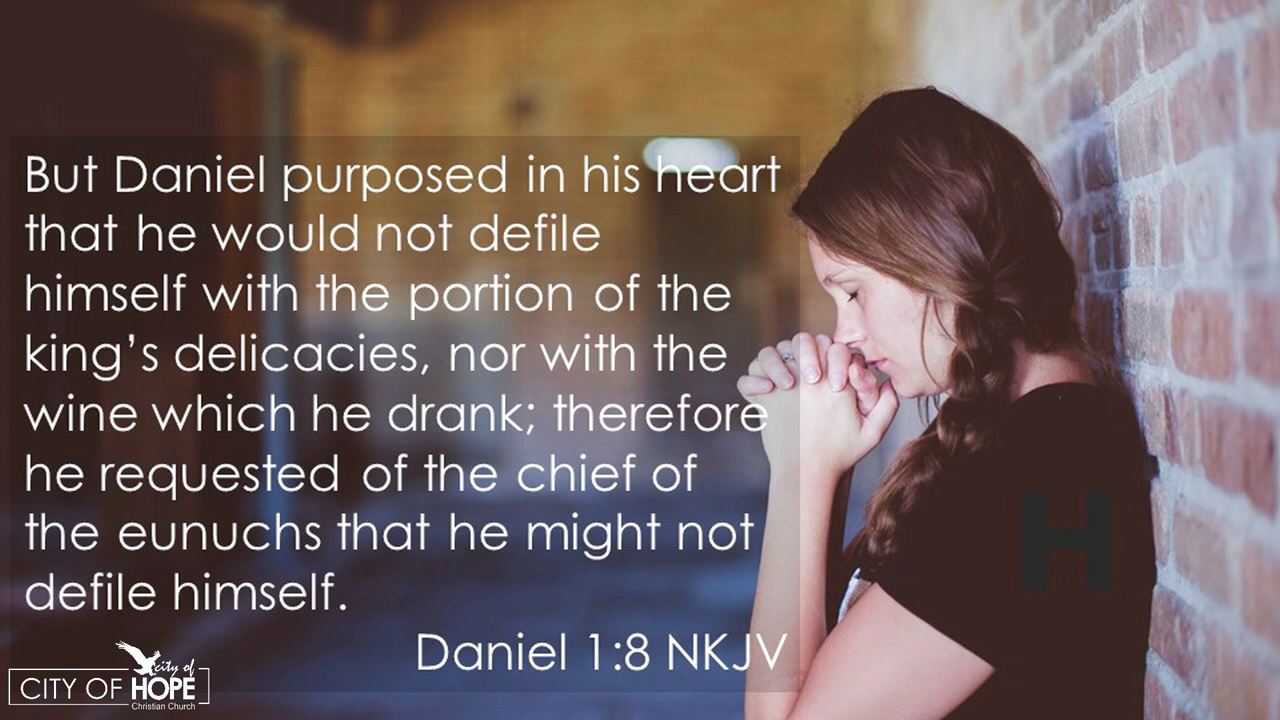 But Daniel purposed in his heart
that he would not defile
himself with the portion of the
king's delicacies, nor with the
wine which he drank; therefore
he requested of the chief of
the eunuchs that he might not
defile himself.
Daniel 1:8 NKJV
city of
CITY OF HOPE
Christian Church
H